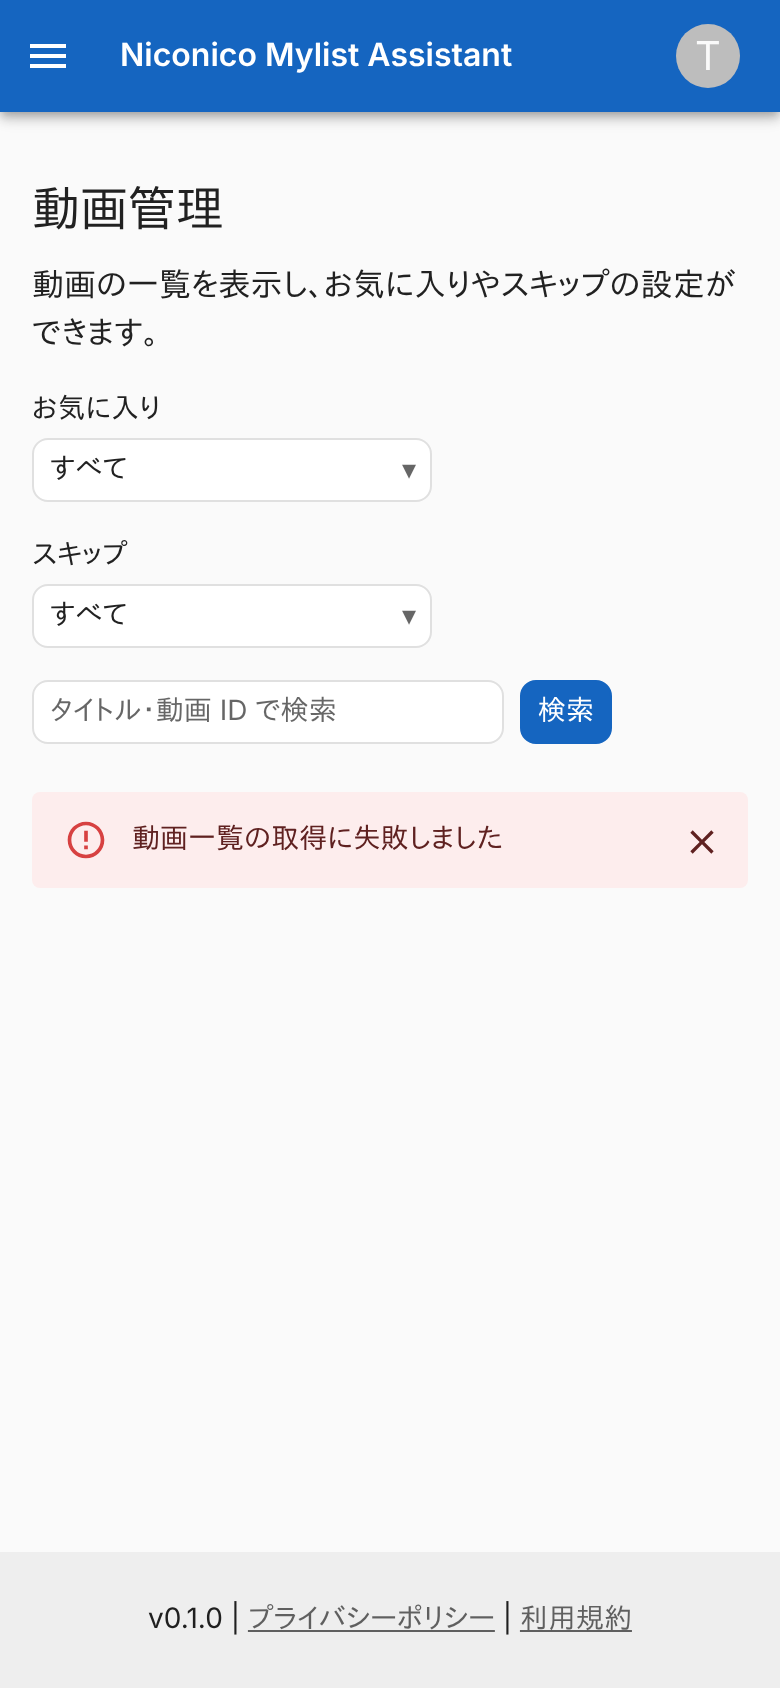 Niconico Mylist Assistant
T
動画管理
動画の一覧を表示し、お気に入りやスキップの設定が
できます。
お気に入り
すべて
スキップ
すべて
タイトル・動画 ID で検索
検索
動画一覧の取得に失敗しました
v0.1.0 | プライバシーポリシー | 利用規約